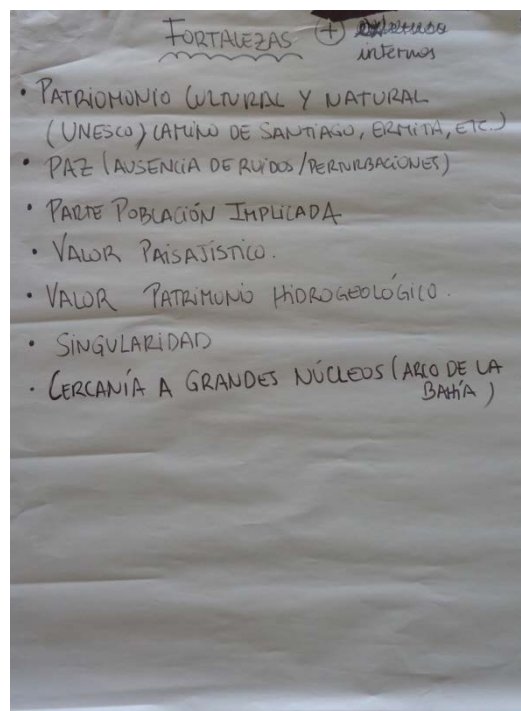 FORTALEZAS (+)
internos
• PATRIOMONIO CULTURAL Y NATURAL
(UNESCO) CAMINO DE SANTIAGO, ERMITA, ETC.)
• PAZ (AUSENCIA DE RUIDOS/PERTURBACIONES)
• PARTE POBLACIÓN IMPLICADA
• VALOR PAISAJÍSTICO.
• VALOR PATRIMONIO HIDROGEOLÓGICO.
• SINGULARIDAD
• CERCANÍA A GRANDES NÚCLEOS (ARCO DE LA
BAHÍA)